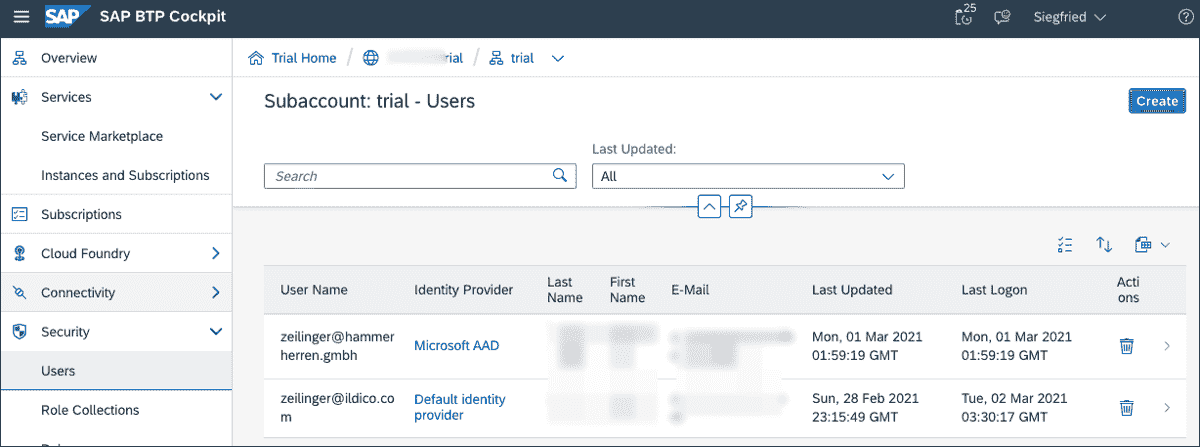 SAP SAP BTP Cockpit
25
Siegfried
Overview
Trial Home / rial / trial
Services
Subaccount: trial - Users
Create
Service Marketplace
Last Updated:
Instances and Subscriptions
Search
All
Subscriptions
Cloud Foundry
Connectivity
User Name
Identity Provider
Last
Name
First
Name
E-Mail
Last Updated
Last Logon
Acti
ons
Security
zeilinger@hammer
herren.gmbh
Microsoft AAD
Mon, 01 Mar 2021
01:59:19 GMT
Mon, 01 Mar 2021
01:59:19 GMT
Users
zeilinger@ildico.co
m
Default identity
provider
Sun, 28 Feb 2021
23:15:49 GMT
Tue, 02 Mar 2021
03:30:17 GMT
Role Collections